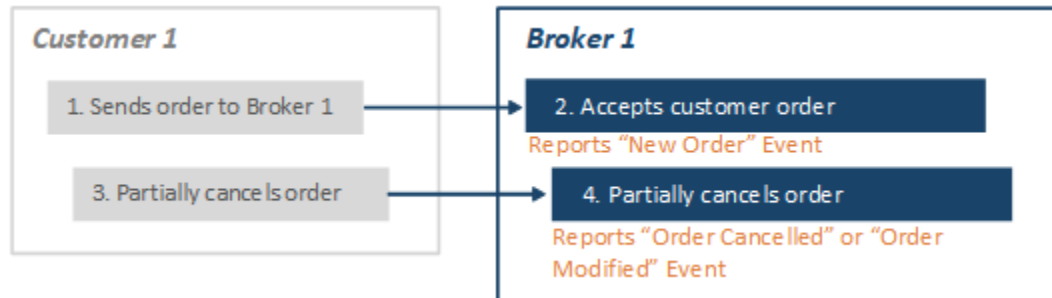 Customer 1
Broker 1
1. Sends order to Broker 1
2. Accepts customer order
Reports “New Order” Event
3. Partially cancels order
4. Partially cancels order
Reports “Order Cancelled” or “Order
Modified” Event